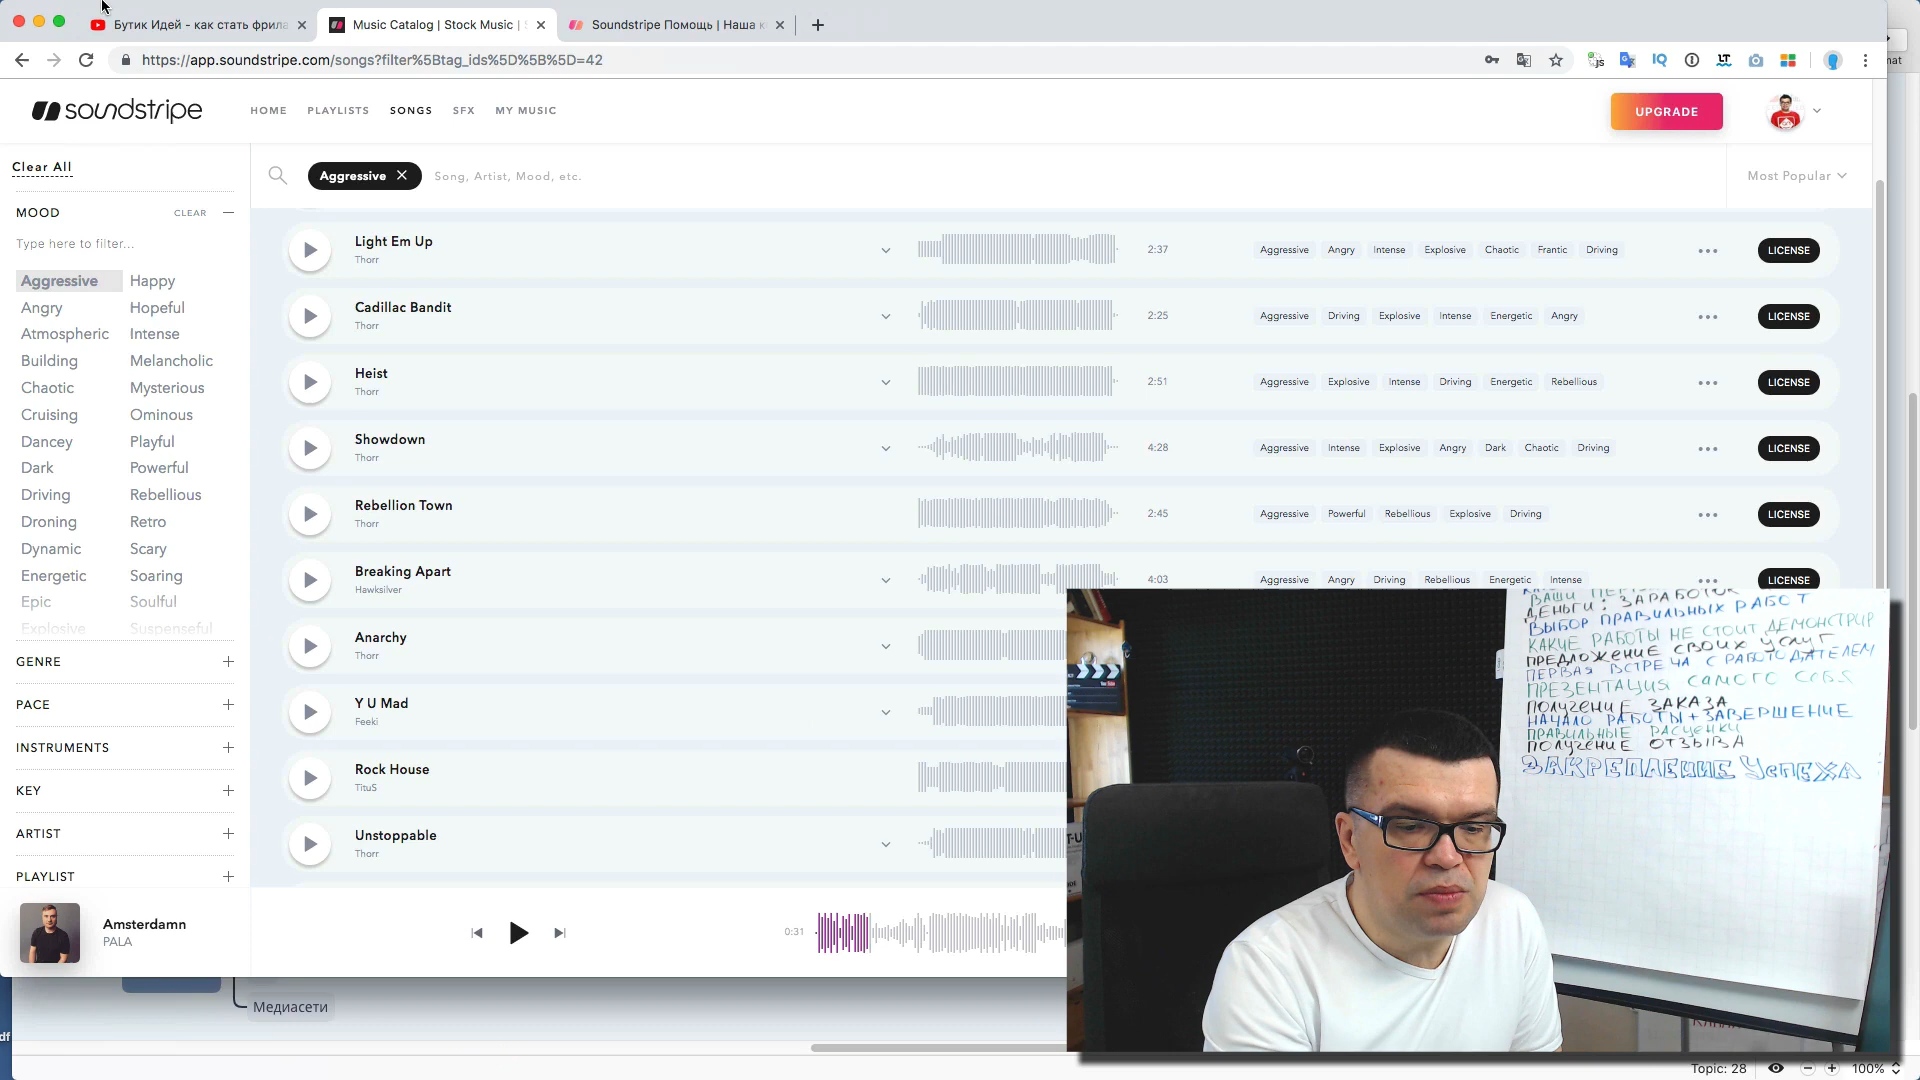 Бутик Идей - как стать фрила
Music Catalog | Stock Music | S
Soundstripe Помощь | Наша к
https://app.soundstripe.com/songs?filter%5Btag_ids%5D%5B%5D=42
soundstripe
HOME PLAYLISTS SONGS SFX MY MUSIC
UPGRADE
Clear All
Aggressive
Song, Artist, Mood, etc.
Most Popular
MOOD CLEAR
Type here to filter...
Aggressive Happy
Angry Hopeful
Atmospheric Intense
Building Melancholic
Chaotic Mysterious
Cruising Ominous
Dancey Playful
Dark Powerful
Driving Rebellious
Droning Retro
Dynamic Scary
Energetic Soaring
Epic Soulful
Explosive Suspenseful
GENRE
PACE
INSTRUMENTS
KEY
ARTIST
PLAYLIST
Light Em Up
Thorr
2:37
Aggressive Angry Intense Explosive Chaotic Frantic Driving
LICENSE
Cadillac Bandit
Thorr
2:25
Aggressive Driving Explosive Intense Energetic Angry
LICENSE
Heist
Thorr
2:51
Aggressive Explosive Intense Driving Energetic Rebellious
LICENSE
Showdown
Thorr
4:28
Aggressive Intense Explosive Angry Dark Chaotic Driving
LICENSE
Rebellion Town
Thorr
2:45
Aggressive Powerful Rebellious Explosive Driving
LICENSE
Breaking Apart
Hawksilver
4:03
Aggressive Angry Driving Rebellious Energetic Intense
LICENSE
Anarchy
Thorr
Y U Mad
Feeki
Rock House
TituS
Unstoppable
Thorr
Amsterdamn
PALA
0:31
ВАШИ
ДЕНЬГИ: ЗАРАБОТОК
ВЫБОР ПРАВИЛЬНЫХ РАБОТ
КАКИЕ РАБОТЫ НЕ СТОИТ ДЕМОНСТРИР
ПРЕДЛОЖЕНИЕ СВОИХ УСЛУГ
ПЕРВАЯ ВСТРЕЧА С РАБОТОДАТЕЛЕМ
ПРЕЗЕНТАЦИЯ САМОГО СЕБЯ
ПОЛУЧЕНИЕ ЗАКАЗА
НАЧАЛО РАБОТЫ + ЗАВЕРШЕНИЕ
ПРАВИЛЬНЫЕ РАСЦЕНКИ
ПОЛУЧЕНИЕ ОТЗЫВА
ЗАКРЕПЛЕНИЕ УСПЕХА
Медиасети
Topic: 28
100%